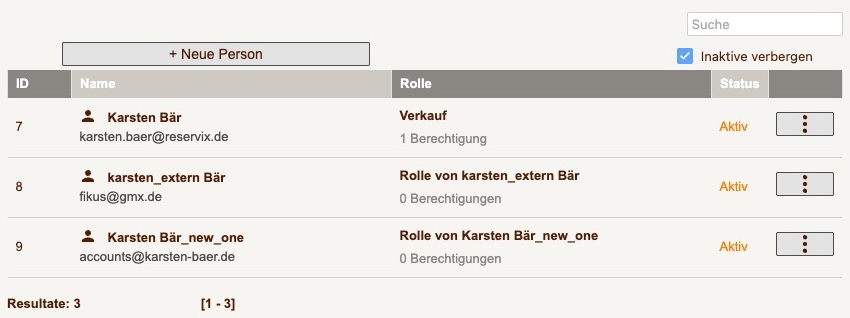 Suche
+ Neue Person
Inaktive verbergen
ID Name Rolle Status
7 Karsten Bär Verkauf Aktiv
karsten.baer@reservix.de 1 Berechtigung
8 karsten_extern Bär Rolle von karsten_extern Bär Aktiv
fikus@gmx.de 0 Berechtigungen
9 Karsten Bär_new_one Rolle von Karsten Bär_new_one Aktiv
accounts@karsten-baer.de 0 Berechtigungen
Resultate: 3 [1 - 3]